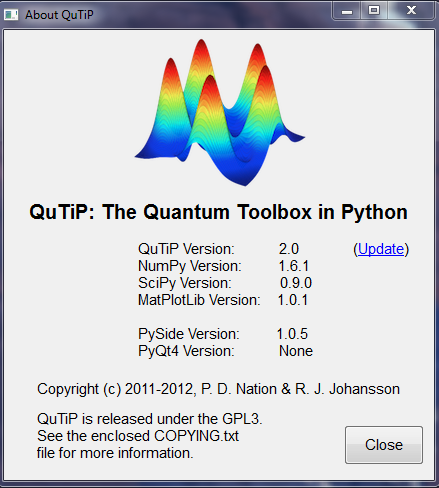 About QuTiP
QuTiP: The Quantum Toolbox in Python
QuTiP Version: 2.0 (Update)
NumPy Version: 1.6.1
SciPy Version: 0.9.0
MatPlotLib Version: 1.0.1
PySide Version: 1.0.5
PyQt4 Version: None
Copyright (c) 2011-2012, P. D. Nation & R. J. Johansson
QuTiP is released under the GPL3.
See the enclosed COPYING.txt
file for more information.
Close